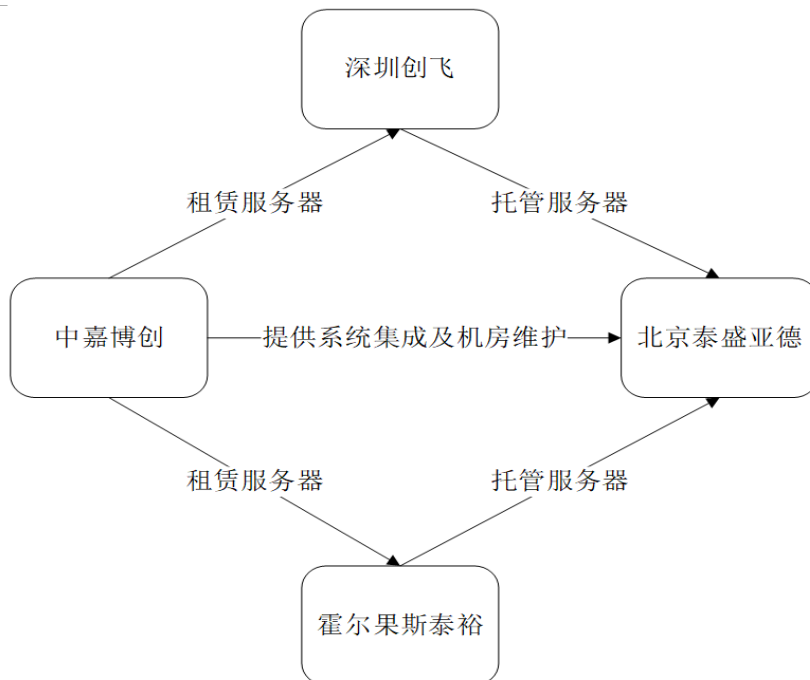 深圳创飞
租赁服务器
托管服务器
中嘉博创
提供系统集成及机房维护
北京泰盛亚德
租赁服务器
托管服务器
霍尔果斯泰裕